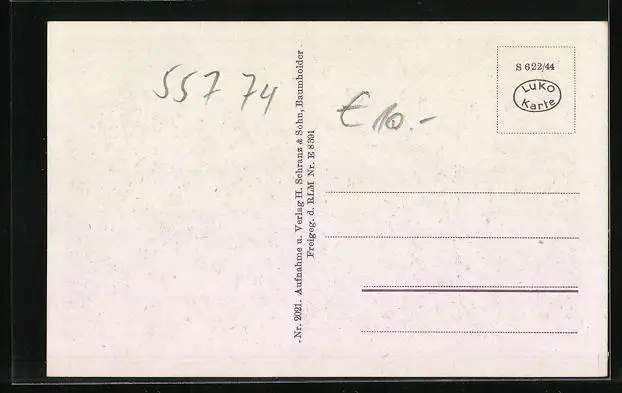 55774
Nr. 2021. Aufnahme u. Verlag H. Schranz & Sohn, Baumholder
Freigeg. d. RLM Nr. E 8391
€ 10.-
S 622/44
Luko
Karte